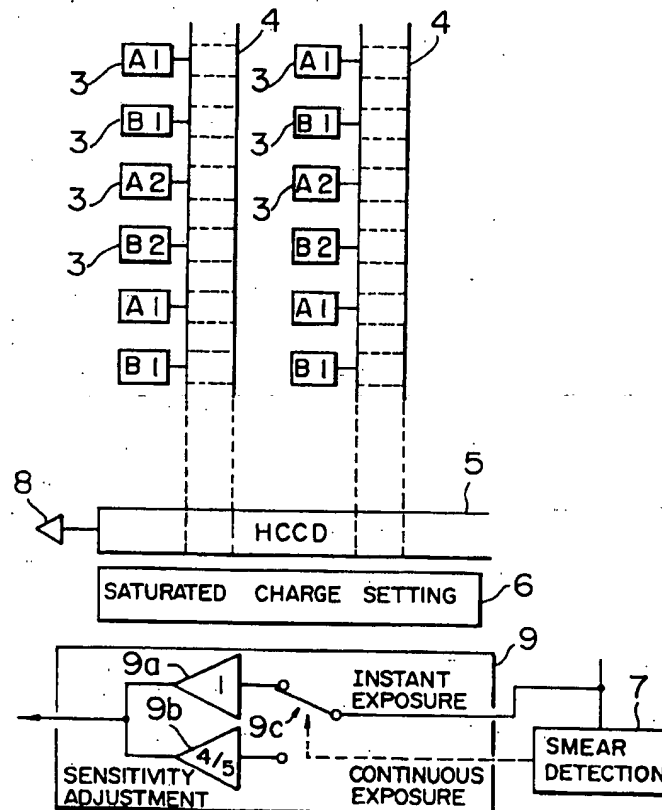 4 4
3 A1 3 A1
3 B1 3 B1
3 A2 3 A2
3 B2 B2
A1 A1
B1 B1
8 5
HCCD
SATURATED CHARGE SETTING 6
9
9a 1 INSTANT EXPOSURE 7
9b 4/5 9c SMEAR DETECTION
SENSITIVITY ADJUSTMENT CONTINUOUS EXPOSURE